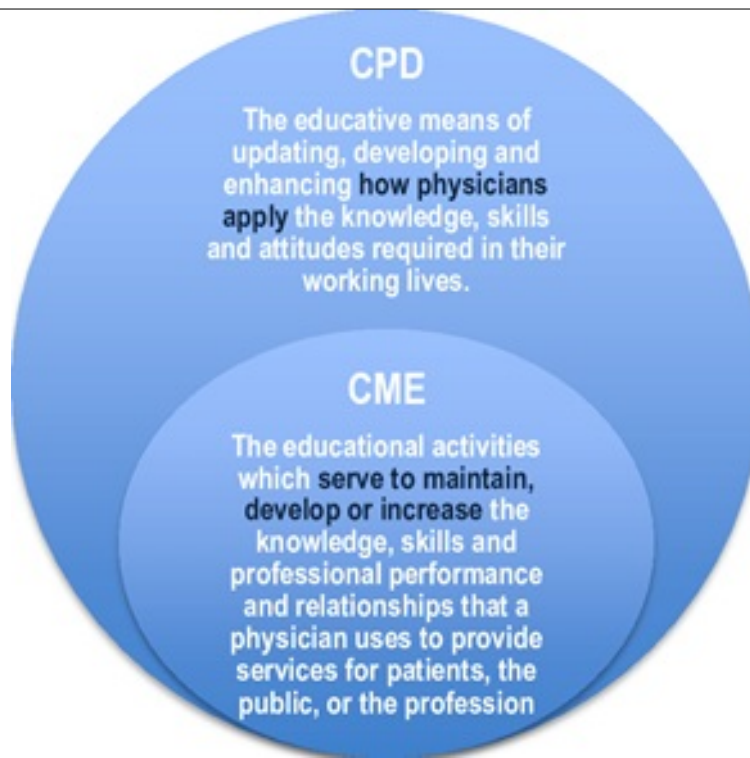 CPD
The educative means of
updating, developing and
enhancing how physicians
apply the knowledge, skills
and attitudes required in their
working lives.
CME
The educational activities
which serve to maintain,
develop or increase the
knowledge, skills and
professional performance
and relationships that a
physician uses to provide
services for patients, the
public, or the profession